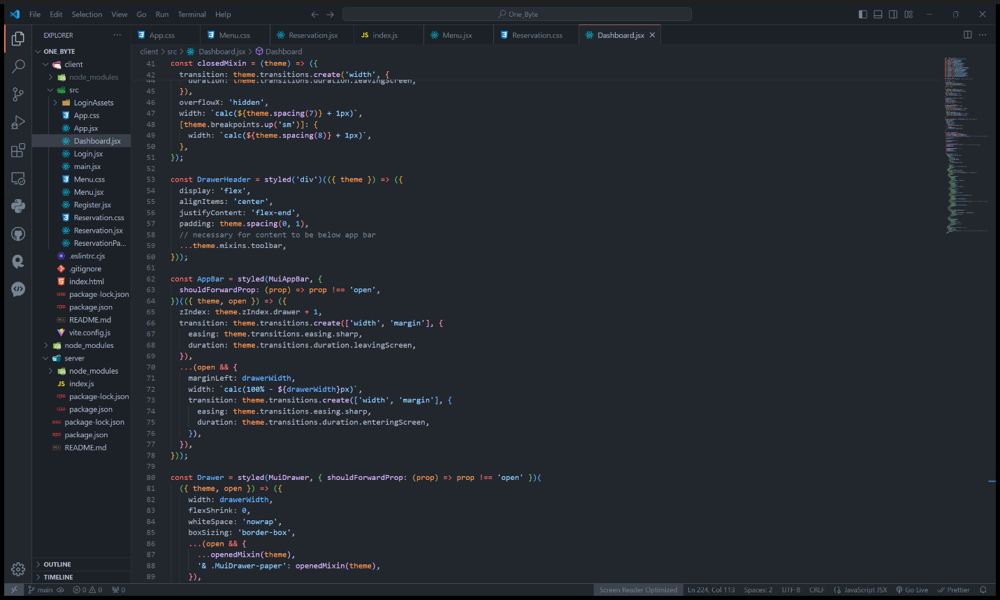 File Edit Selection View Go Run Terminal Help
One_Byte
EXPLORER
ONE_BYTE
client
node_modules
src
LoginAssets
App.css
App.jsx
Dashboard.jsx
Login.jsx
main.jsx
Menu.css
Menu.jsx
Register.jsx
Reservation.css
Reservation.jsx
ReservationPa...
.eslintrc.cjs
.gitignore
index.html
package-lock.json
package.json
README.md
vite.config.js
node_modules
server
node_modules
JS index.js
package-lock.json
package.json
package-lock.json
package.json
README.md
OUTLINE
TIMELINE
App.css Menu.css Reservation.jsx JS index.js Menu.jsx Reservation.css Dashboard.jsx
client > src > Dashboard.jsx > Dashboard
41 const closedMixin = (theme) => ({
42 transition: theme.transitions.create('width', {
44 duration: theme.transitions.duration.leavingScreen,
45 }),
46 overflowX: 'hidden',
47 width: `calc(${theme.spacing(7)} + 1px)`,
48 [theme.breakpoints.up('sm')]: {
49 width: `calc(${theme.spacing(8)} + 1px)`,
50 },
51 });
52
53 const DrawerHeader = styled('div')(({ theme }) => ({
54 display: 'flex',
55 alignItems: 'center',
56 justifyContent: 'flex-end',
57 padding: theme.spacing(0, 1),
58 // necessary for content to be below app bar
59 ...theme.mixins.toolbar,
60 }));
61
62 const AppBar = styled(MuiAppBar, {
63 shouldForwardProp: (prop) => prop !== 'open',
64 })(({ theme, open }) => ({
65 zIndex: theme.zIndex.drawer + 1,
66 transition: theme.transitions.create(['width', 'margin'], {
67 easing: theme.transitions.easing.sharp,
68 duration: theme.transitions.duration.leavingScreen,
69 }),
70 ...(open && {
71 marginLeft: drawerWidth,
72 width: `calc(100% - ${drawerWidth}px)`,
73 transition: theme.transitions.create(['width', 'margin'], {
74 easing: theme.transitions.easing.sharp,
75 duration: theme.transitions.duration.enteringScreen,
76 }),
77 }),
78 }));
79
80 const Drawer = styled(MuiDrawer, { shouldForwardProp: (prop) => prop !== 'open' })(
81 ({ theme, open }) => ({
82 width: drawerWidth,
83 flexShrink: 0,
84 whiteSpace: 'nowrap',
85 boxSizing: 'border-box',
86 ...(open && {
87 ...openedMixin(theme),
88 '& .MuiDrawer-paper': openedMixin(theme),
89 }),
main 0 0 0 Screen Reader Optimized Ln 224, Col 113 Spaces: 2 UTF-8 CRLF JavaScript JSX Go Live Prettier